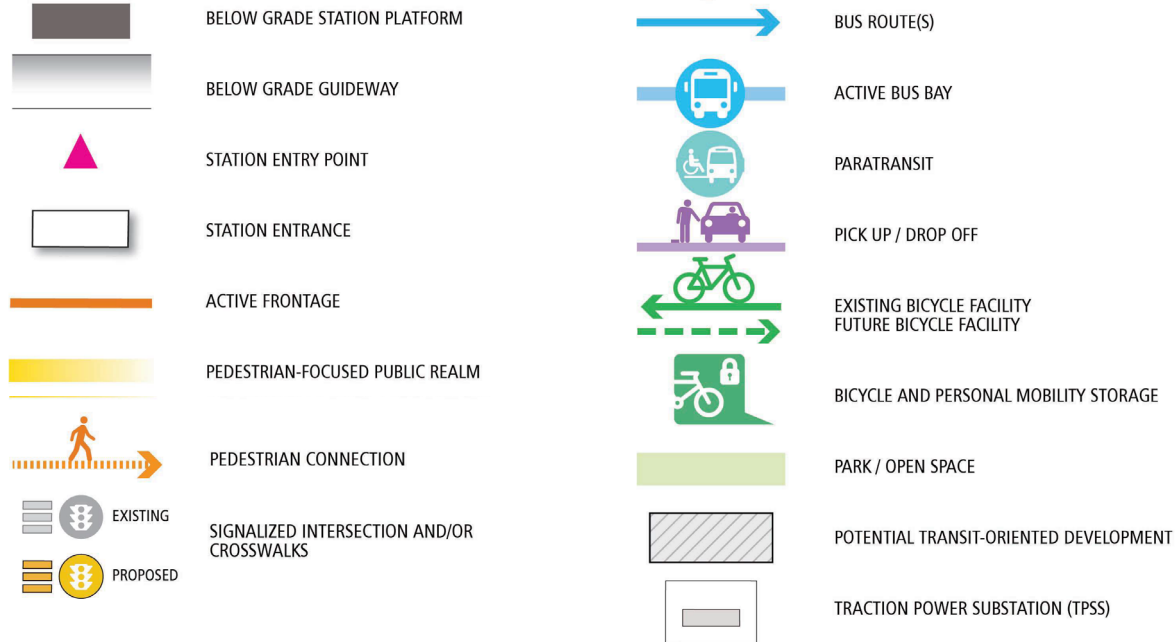 BELOW GRADE STATION PLATFORM
BELOW GRADE GUIDEWAY
STATION ENTRY POINT
STATION ENTRANCE
ACTIVE FRONTAGE
PEDESTRIAN-FOCUSED PUBLIC REALM
PEDESTRIAN CONNECTION
EXISTING
PROPOSED
SIGNALIZED INTERSECTION AND/OR
CROSSWALKS
BUS ROUTE(S)
ACTIVE BUS BAY
PARATRANSIT
PICK UP / DROP OFF
EXISTING BICYCLE FACILITY
FUTURE BICYCLE FACILITY
BICYCLE AND PERSONAL MOBILITY STORAGE
PARK / OPEN SPACE
POTENTIAL TRANSIT-ORIENTED DEVELOPMENT
TRACTION POWER SUBSTATION (TPSS)